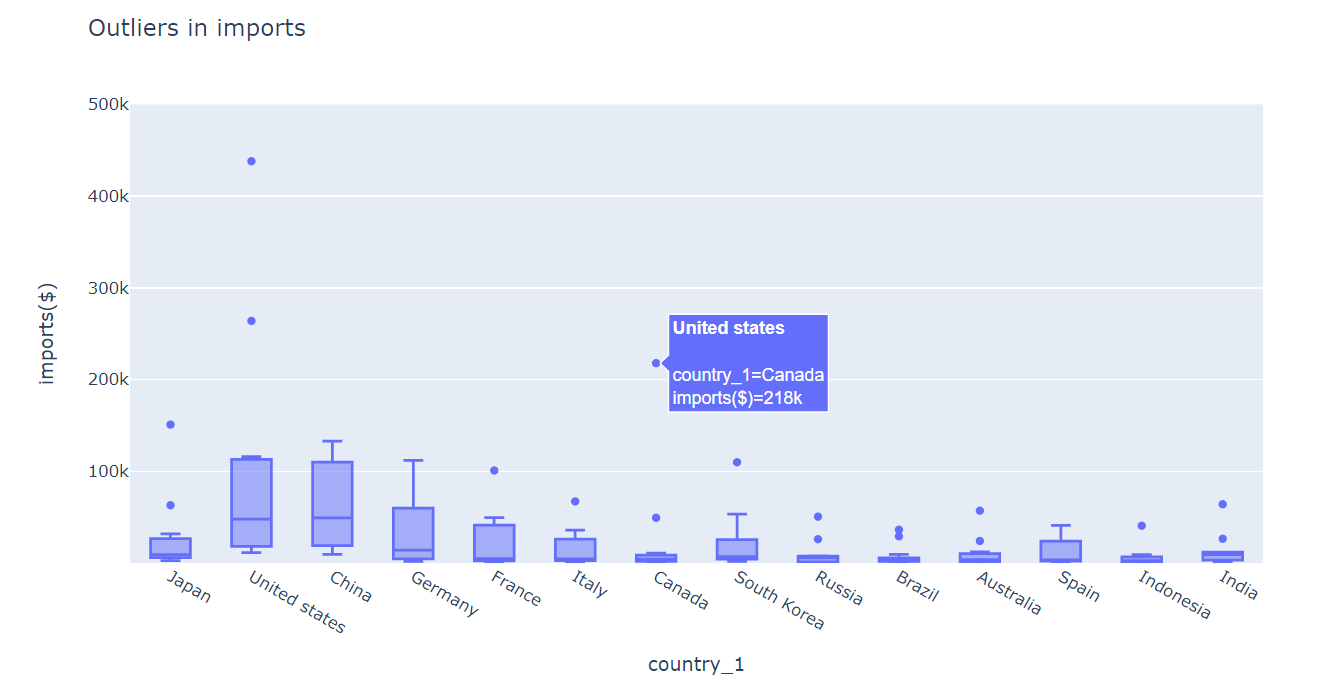 Outliers in imports
500k
400k
300k
200k
100k
imports($)
United states
country_1=Canada
imports($)=218k
Japan
United states
China
Germany
France
Italy
Canada
South Korea
Russia
Brazil
Australia
Spain
Indonesia
India
country_1